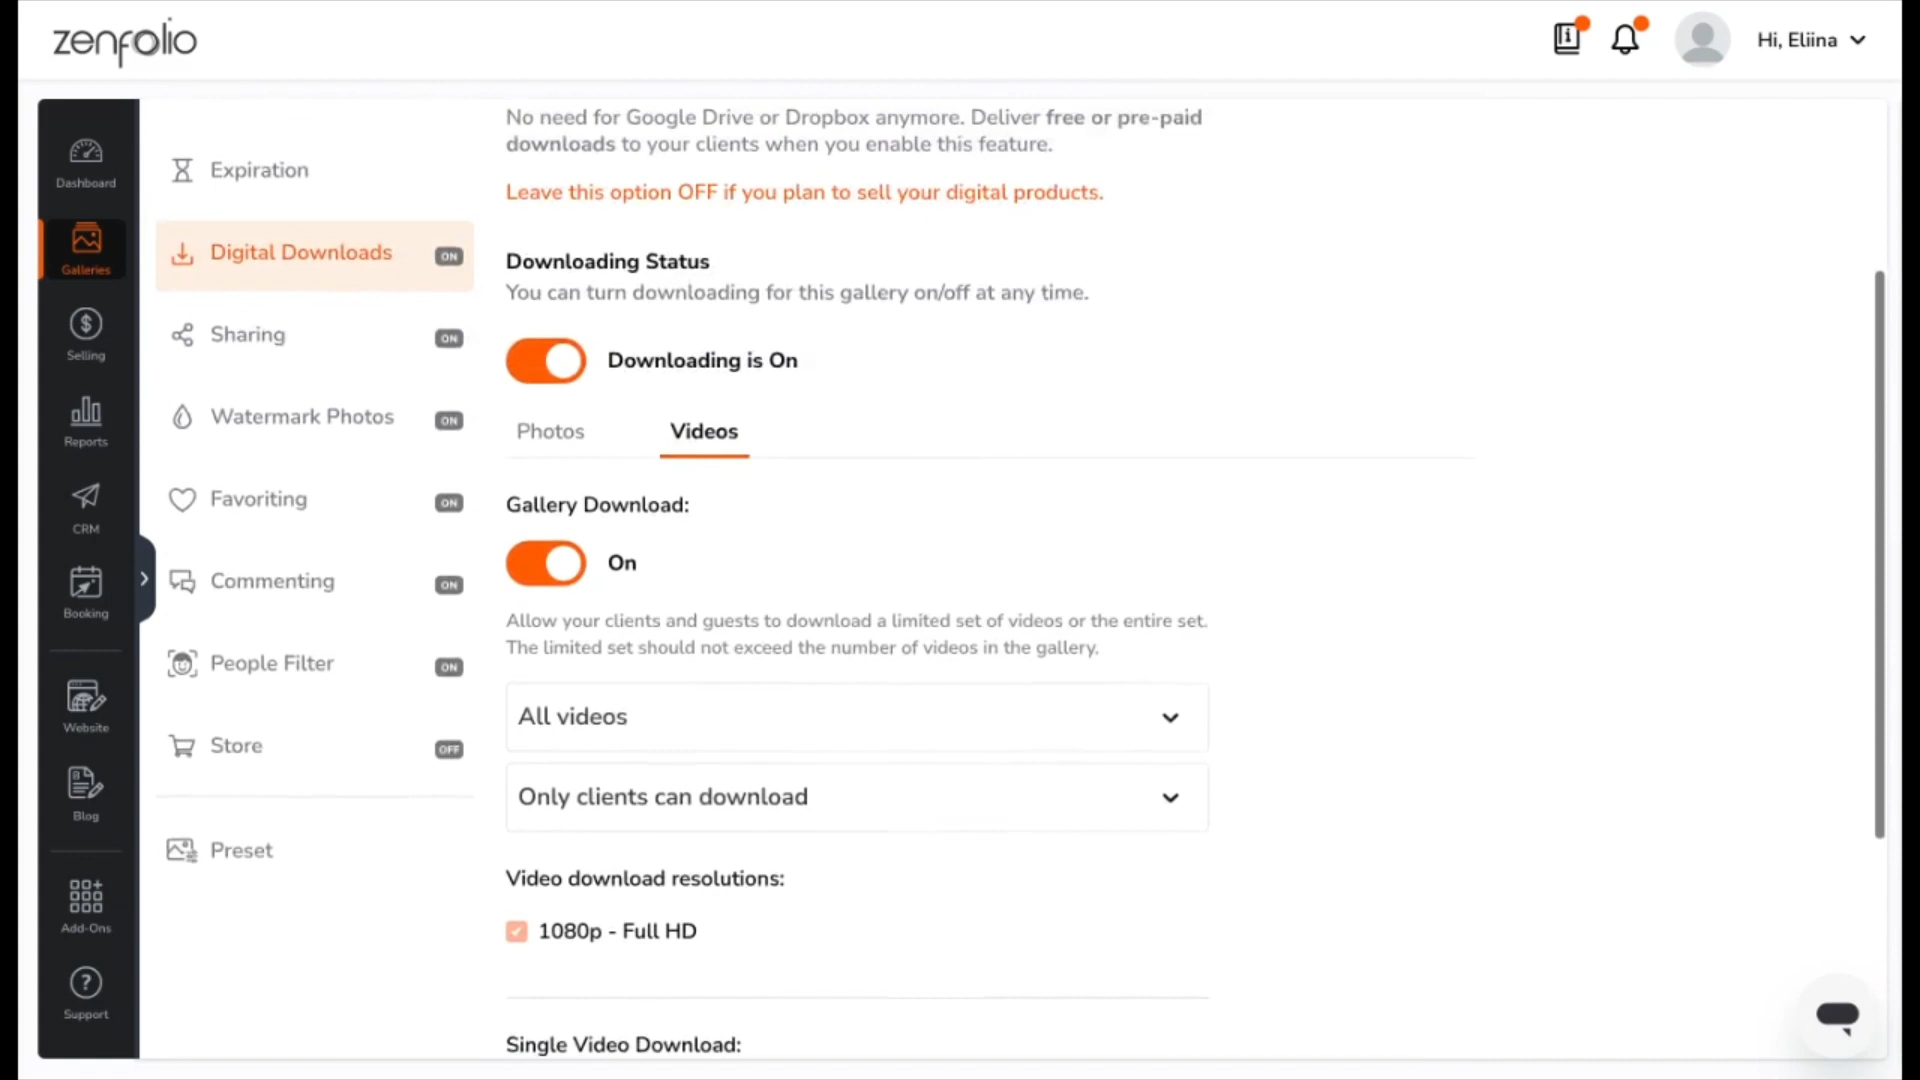 zenfolio
Hi, Eliina
Dashboard
Galleries
Selling
Reports
CRM
Booking
Website
Blog
Add-Ons
Support
Expiration
Digital Downloads ON
Sharing ON
Watermark Photos ON
Favoriting ON
Commenting ON
People Filter ON
Store OFF
Preset
No need for Google Drive or Dropbox anymore. Deliver free or pre-paid
downloads to your clients when you enable this feature.
Leave this option OFF if you plan to sell your digital products.
Downloading Status
You can turn downloading for this gallery on/off at any time.
Downloading is On
Photos Videos
Gallery Download:
On
Allow your clients and guests to download a limited set of videos or the entire set.
The limited set should not exceed the number of videos in the gallery.
All videos
Only clients can download
Video download resolutions:
1080p - Full HD
Single Video Download: